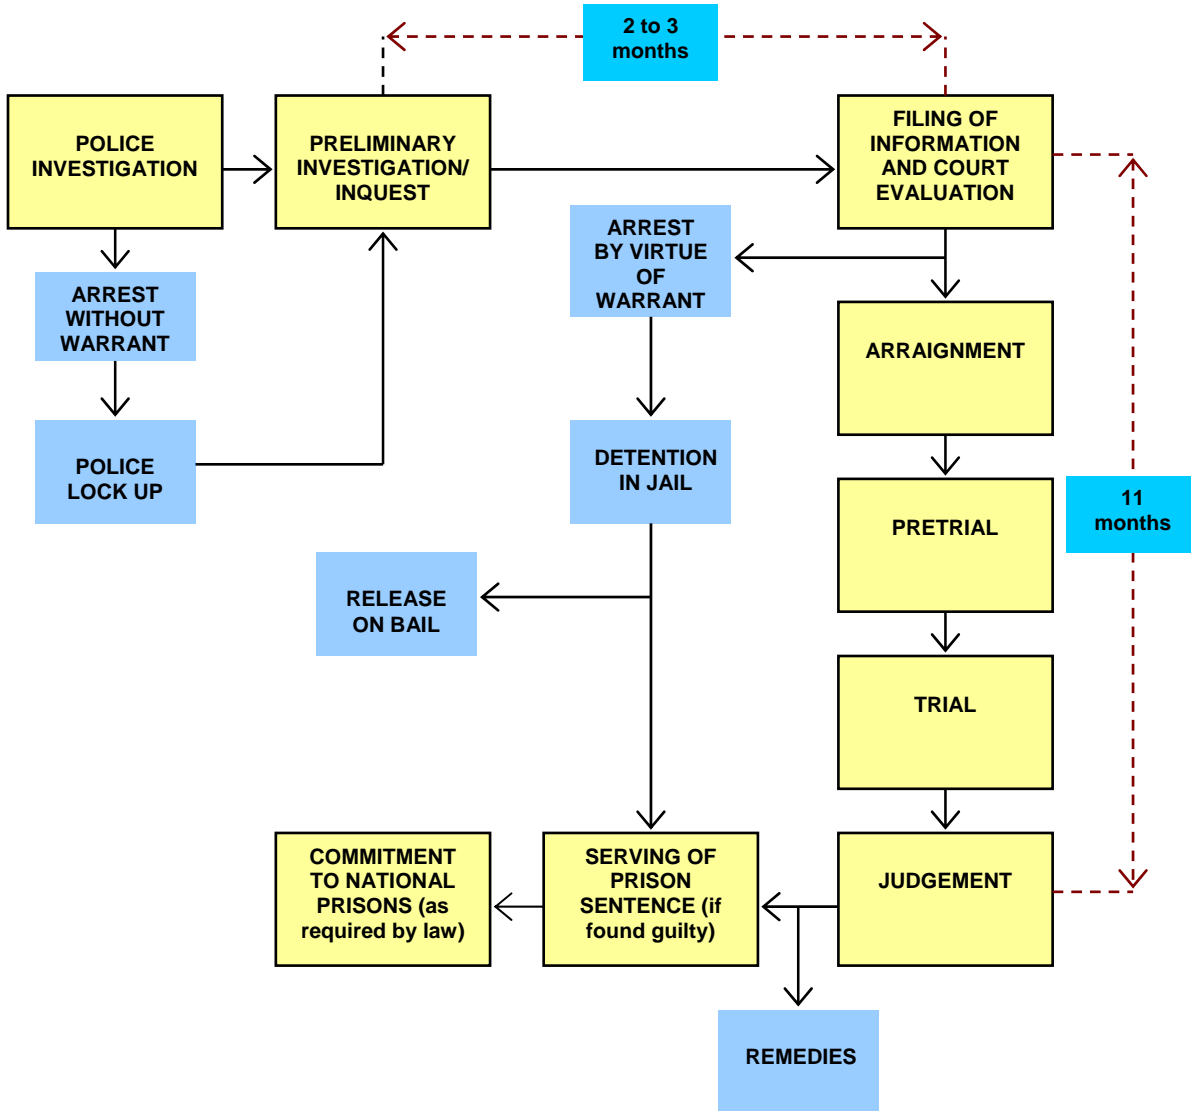 2 to 3
months
POLICE
INVESTIGATION
PRELIMINARY
INVESTIGATION/
INQUEST
FILING OF
INFORMATION
AND COURT
EVALUATION
ARREST
BY VIRTUE
OF
WARRANT
ARREST
WITHOUT
WARRANT
ARRAIGNMENT
POLICE
LOCK UP
DETENTION
IN JAIL
PRETRIAL
11
months
RELEASE
ON BAIL
TRIAL
COMMITMENT
TO NATIONAL
PRISONS (as
required by law)
SERVING OF
PRISON
SENTENCE (if
found guilty)
JUDGEMENT
REMEDIES